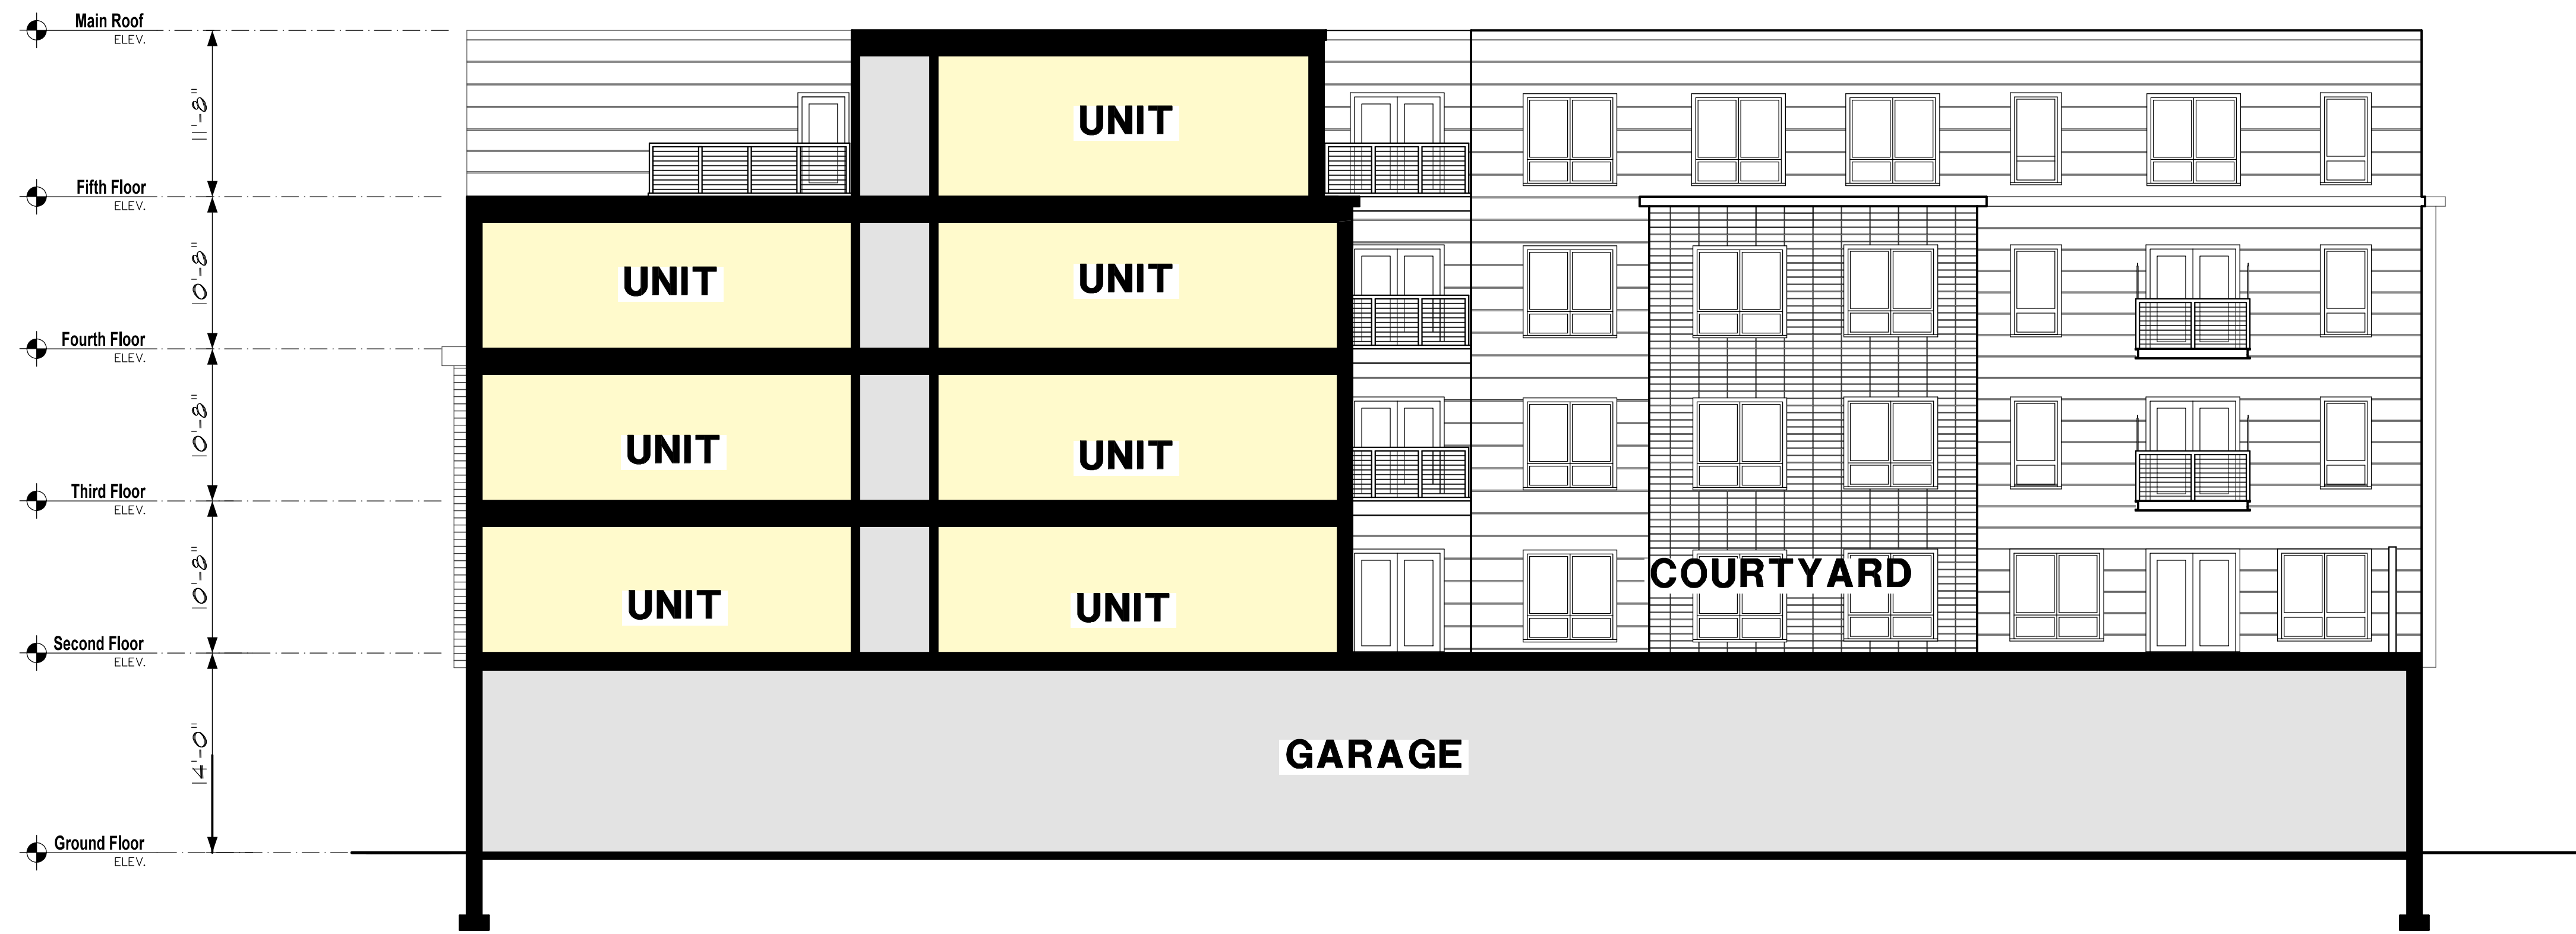 Main Roof
ELEV.
11'-8"
UNIT
Fifth Floor
ELEV.
10'-8"
UNIT
UNIT
Fourth Floor
ELEV.
10'-8"
UNIT
UNIT
Third Floor
ELEV.
10'-8"
UNIT
UNIT
COURTYARD
Second Floor
ELEV.
14'-0"
GARAGE
Ground Floor
ELEV.